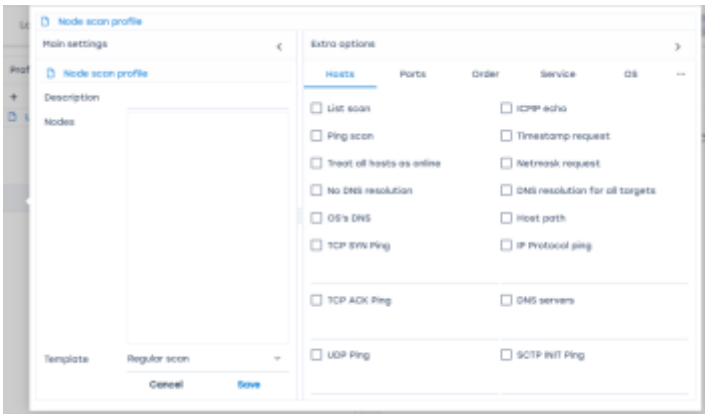 Node scan profile
Main settings
Node scan profile
Description
Nodes
Template Regular scan
Cancel Save
Extra options
Hosts Ports Order Service OS ...
List scan ICMP echo
Ping scan Timestamp request
Treat all hosts as online Netmask request
No DNS resolution DNS resolution for all targets
OS's DNS Host path
TCP SYN Ping IP Protocol ping
TCP ACK Ping DNS servers
UDP Ping SCTP INIT Ping
Prof
+